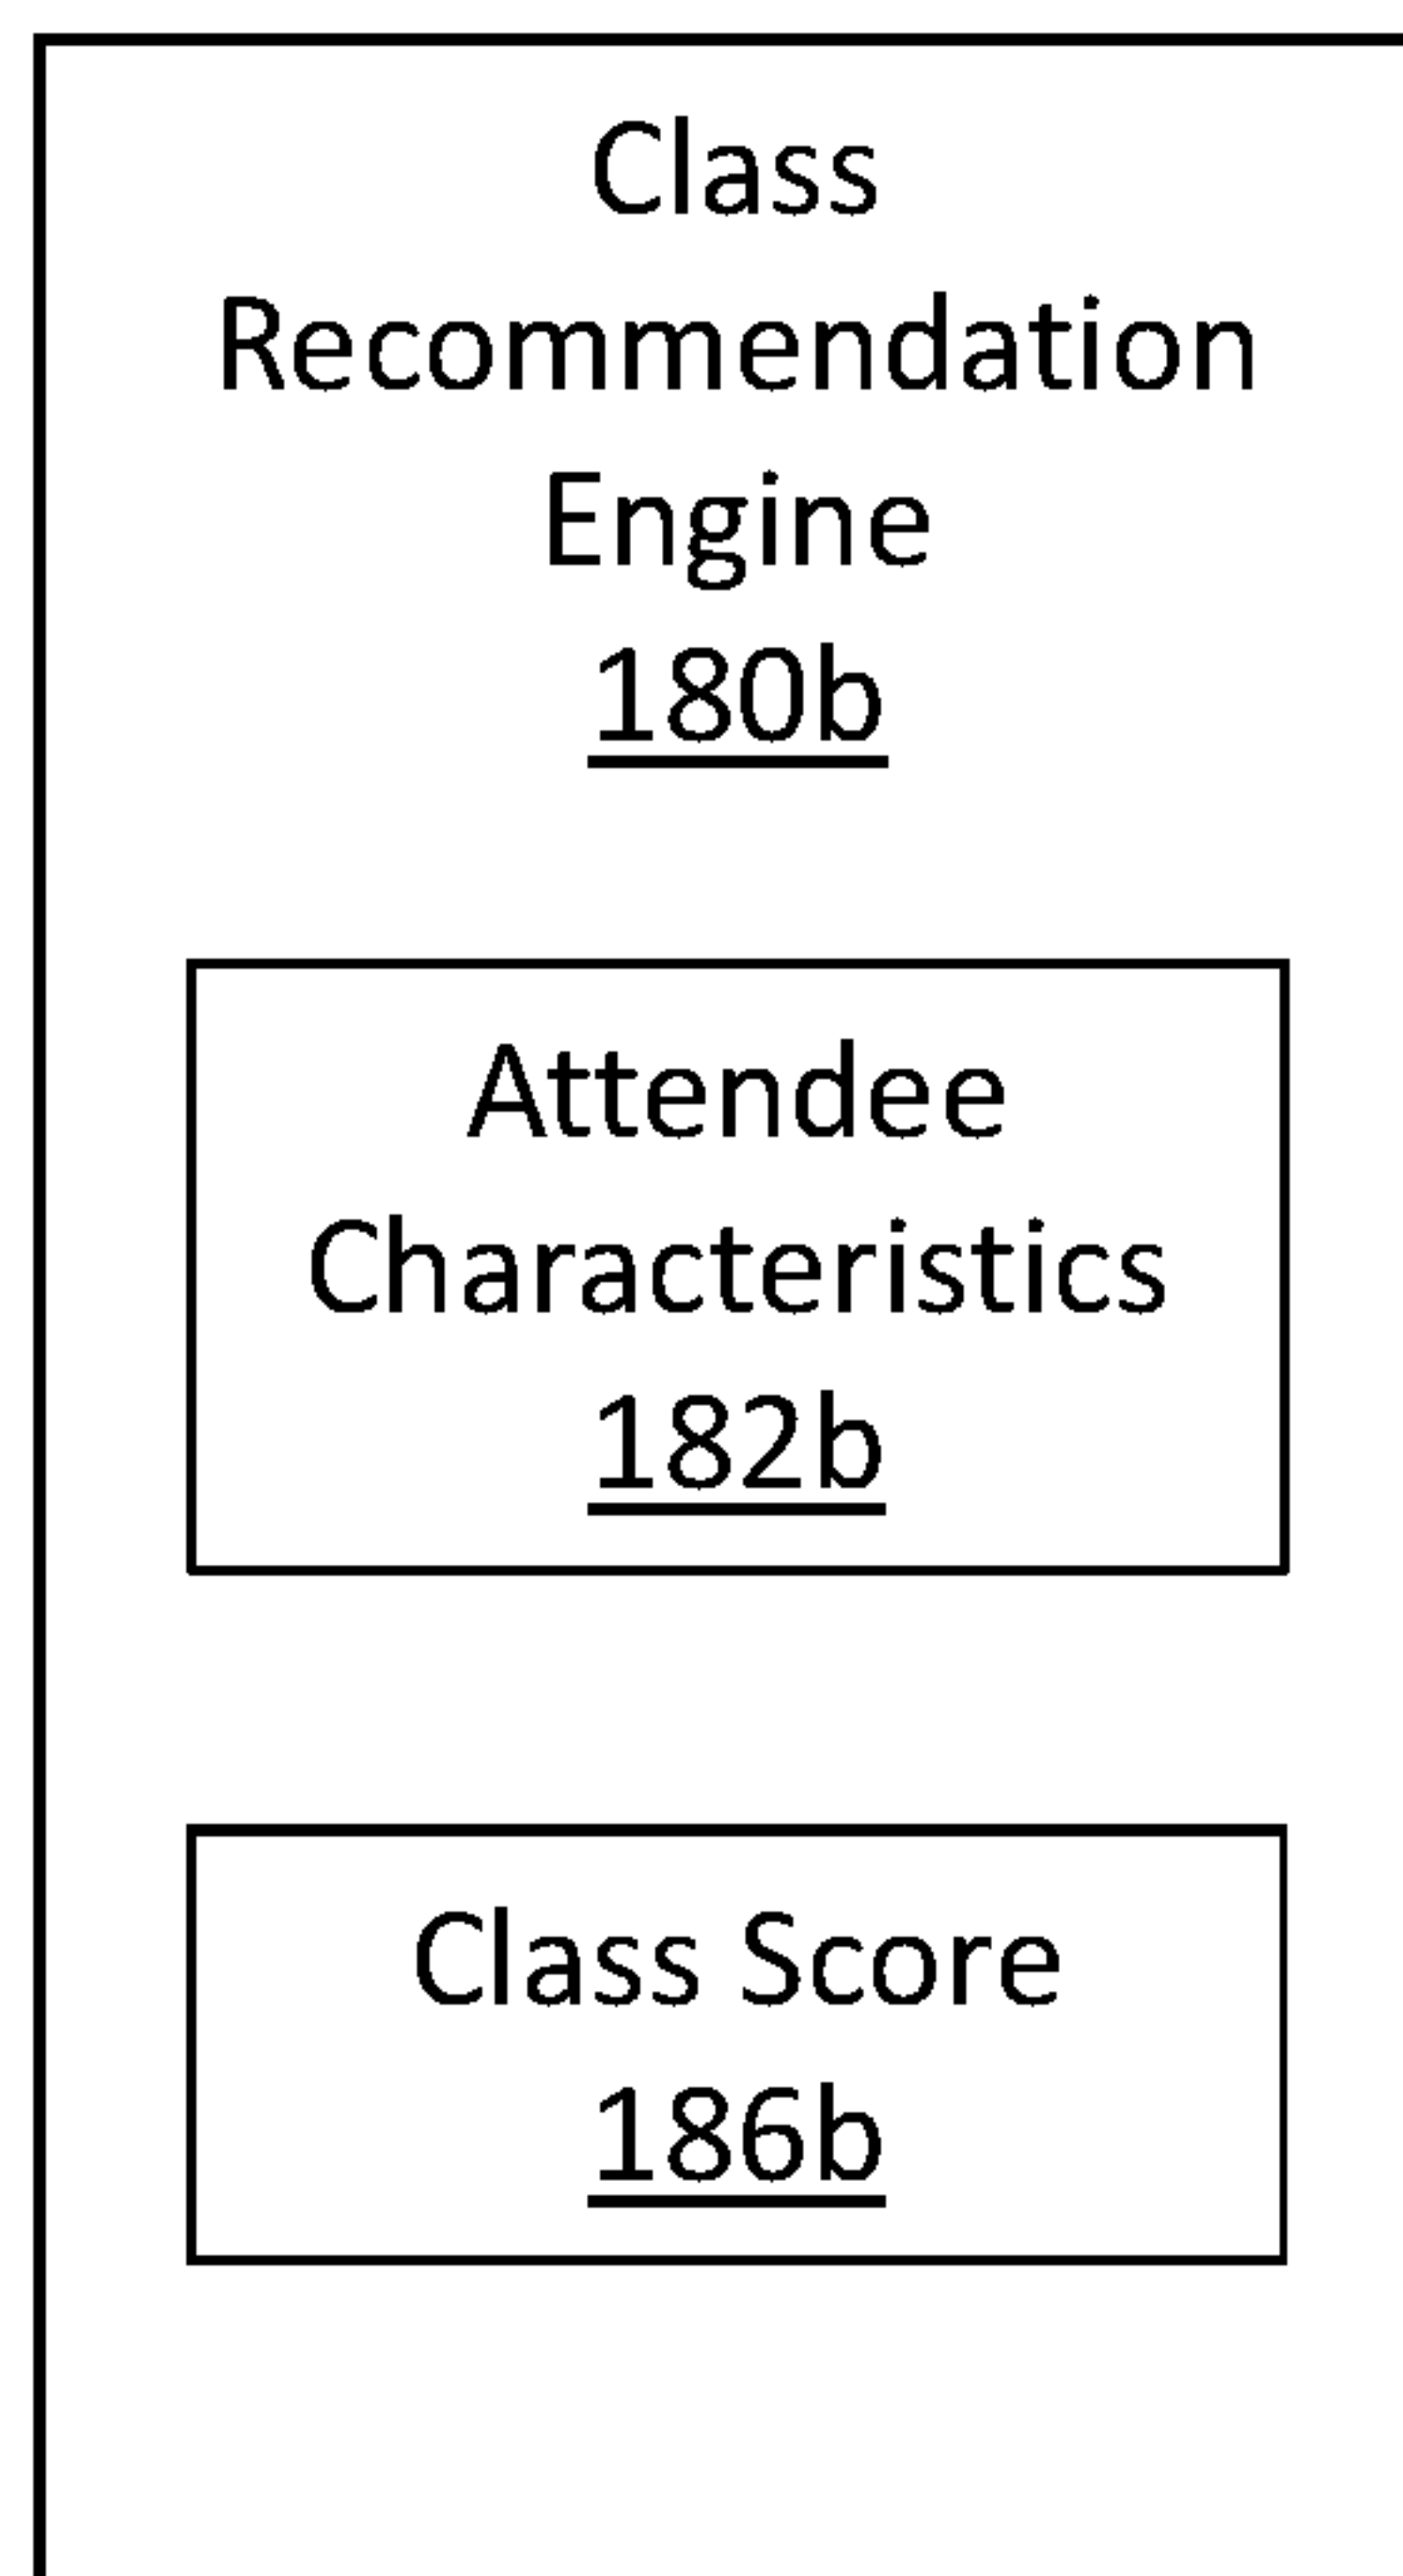 Class
Recommendation
Engine
180b
Attendee
Characteristics
182b
Class Score
186b